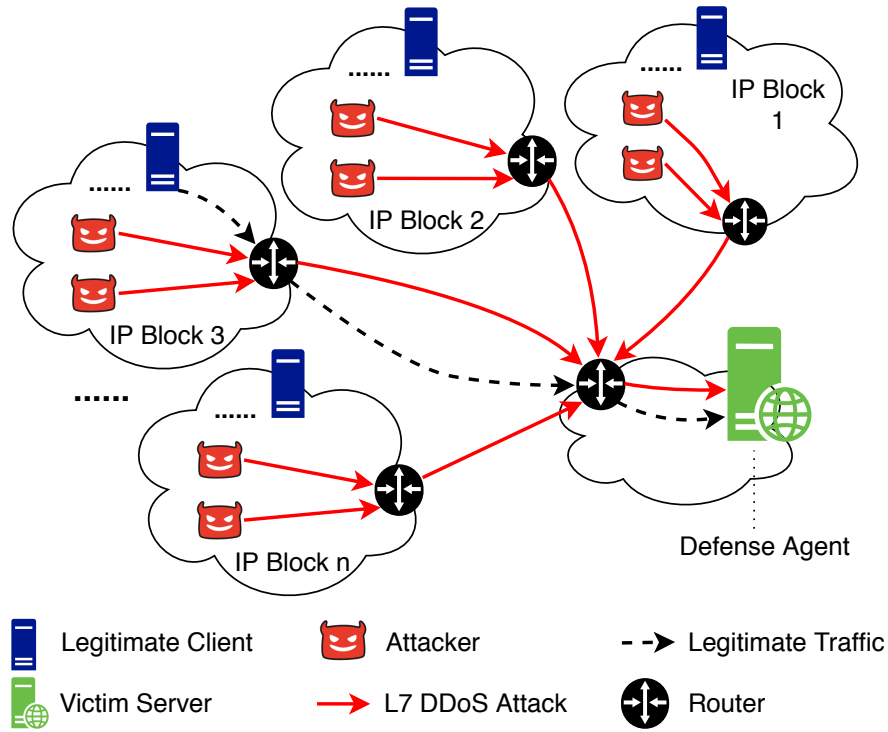 ......
......
IP Block
1
......
IP Block 2
IP Block 3
......
......
IP Block n
Defense Agent
Legitimate Client
Attacker
Legitimate Traffic
Victim Server
L7 DDoS Attack
Router